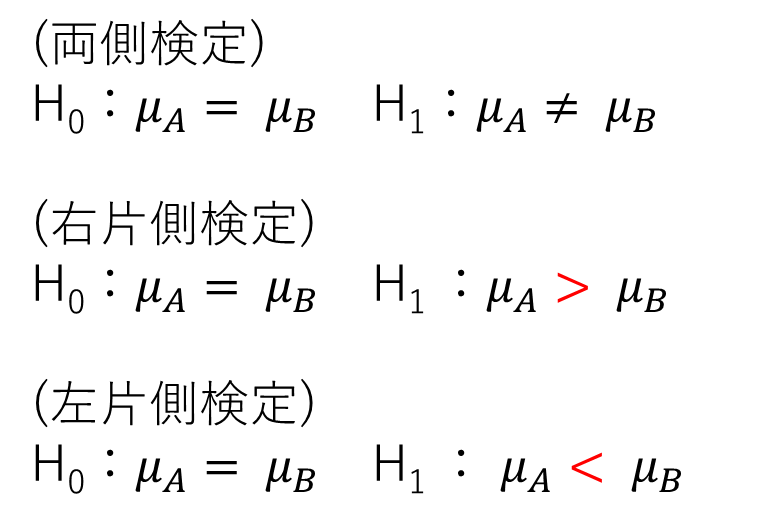 (両側検定)
H₀：μA = μB　H₁：μA ≠ μB
(右片側検定)
H₀：μA = μB　H₁：μA > μB
(左片側検定)
H₀：μA = μB　H₁：μA < μB